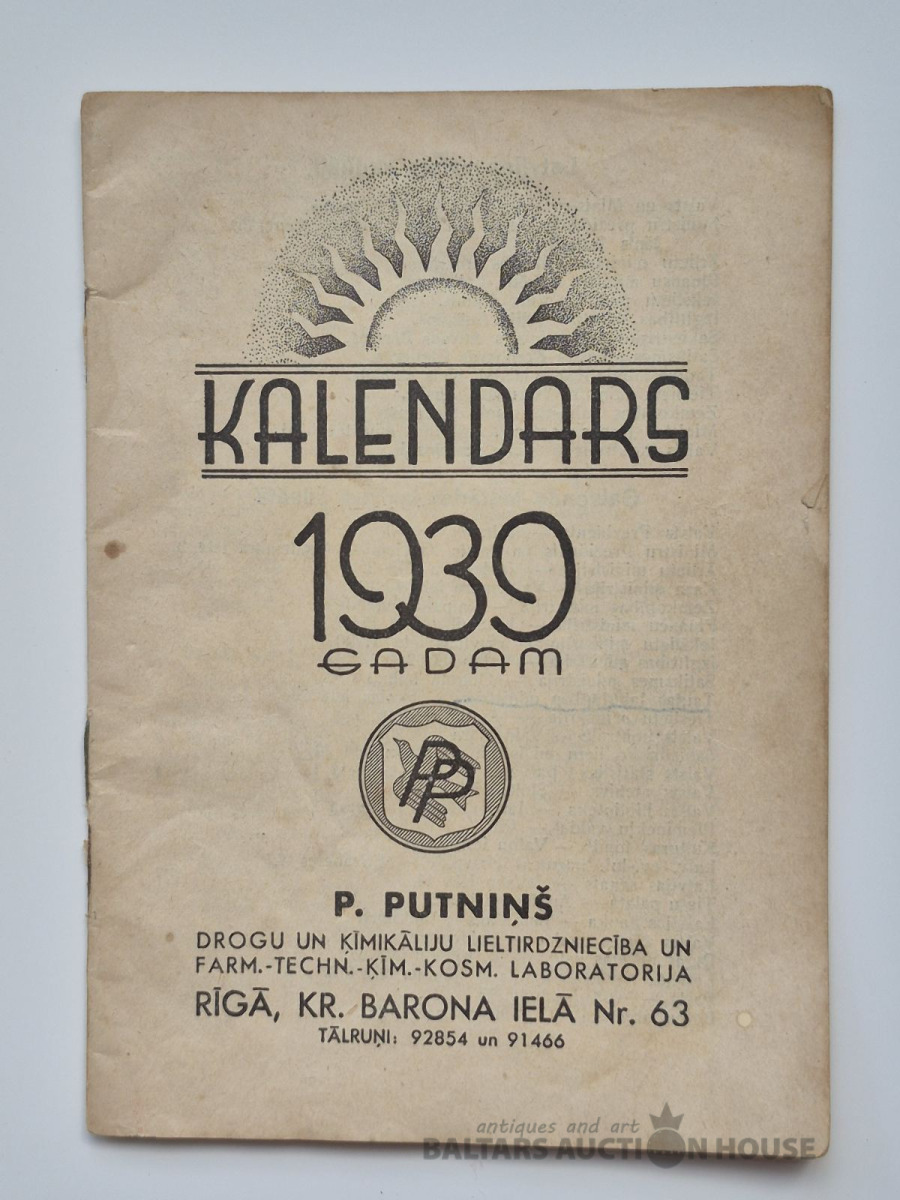 KALENDARS
1939
GADAM
PP
P. PUTNIŅŠ
DROGU UN ĶĪMIKĀLIJU LIELTIRDZNIECĪBA UN
FARM.-TECHN.-ĶĪM.-KOSM. LABORATORIJA
RĪGĀ, KR. BARONA IELĀ Nr. 63
TĀLRUŅI: 92854 un 91466
antiques and art
BALTARS AUCTION HOUSE